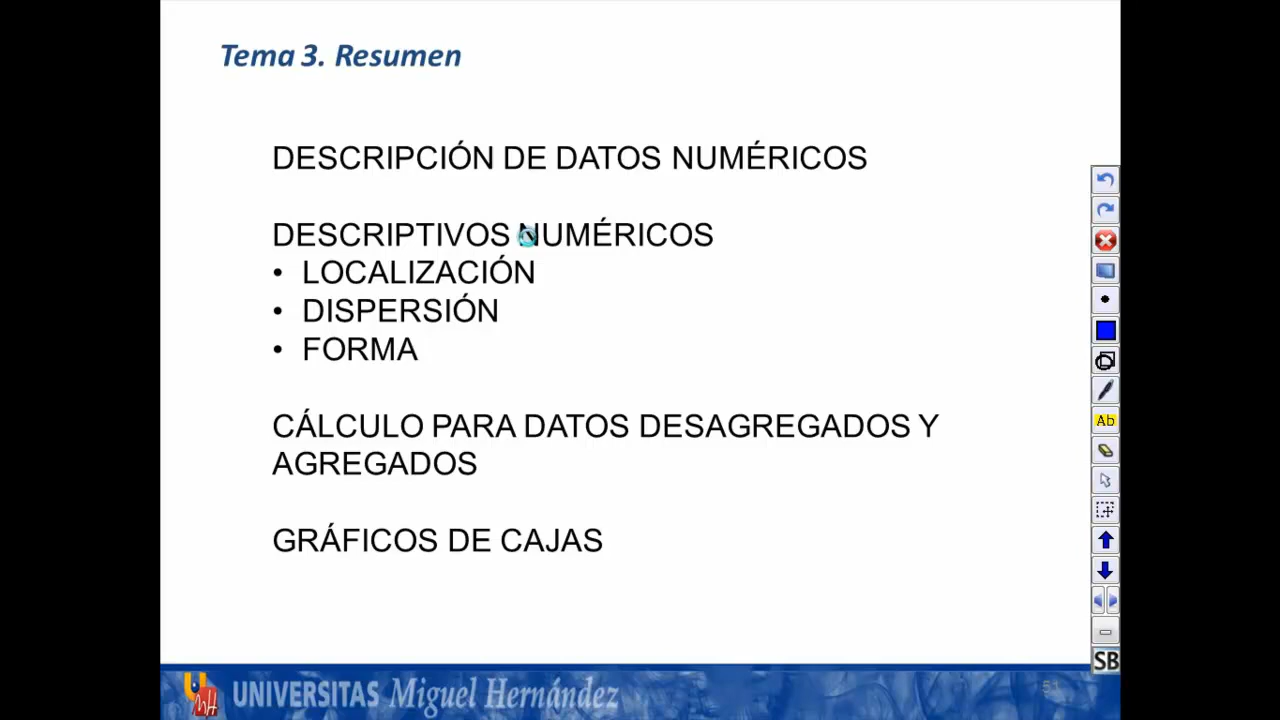 Tema 3. Resumen
DESCRIPCIÓN DE DATOS NUMÉRICOS
DESCRIPTIVOS NUMÉRICOS
• LOCALIZACIÓN
• DISPERSIÓN
• FORMA
CÁLCULO PARA DATOS DESAGREGADOS Y
AGREGADOS
GRÁFICOS DE CAJAS
Ab
SB
UNIVERSITAS Miguel Hernández
51